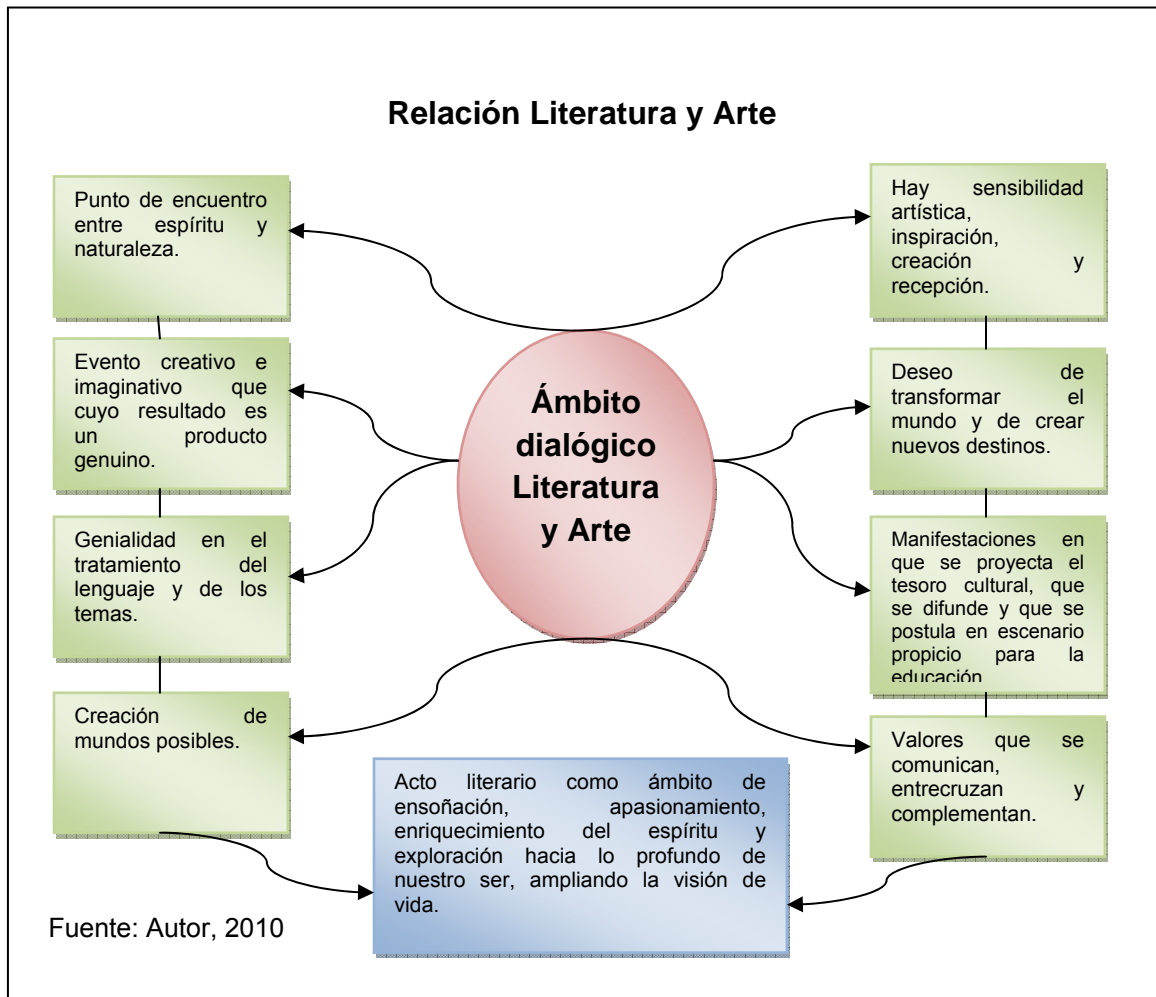 Relación Literatura y Arte
Punto de encuentro
entre espíritu y
naturaleza.
Evento creativo e
imaginativo que
cuyo resultado es
un producto
genuino.
Genialidad en el
tratamiento del
lenguaje y de los
temas.
Creación de
mundos posibles.
Ámbito
dialógico
Literatura
y Arte
Hay sensibilidad
artística,
inspiración,
creación y
recepción.
Deseo de
transformar el
mundo y de crear
nuevos destinos.
Manifestaciones en
que se proyecta el
tesoro cultural, que
se difunde y que se
postula en escenario
propicio para la
educación
Valores que se
comunican,
entrecruzan y
complementan.
Acto literario como ámbito de
ensoñación, apasionamiento,
enriquecimiento del espíritu y
exploración hacia lo profundo de
nuestro ser, ampliando la visión de
vida.
Fuente: Autor, 2010